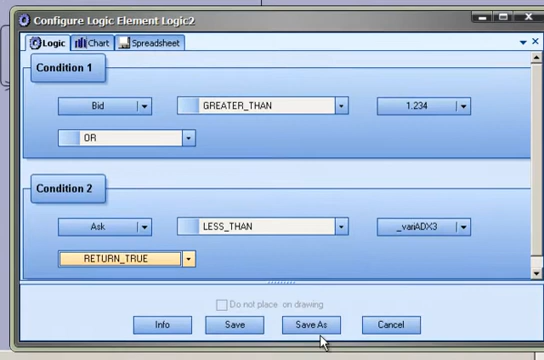 Configure Logic Element Logic2
Logic Chart Spreadsheet
Condition 1
Bid GREATER_THAN 1.234
OR
Condition 2
Ask LESS_THAN _variADX3
RETURN_TRUE
Do not place on drawing
Info Save Save As Cancel